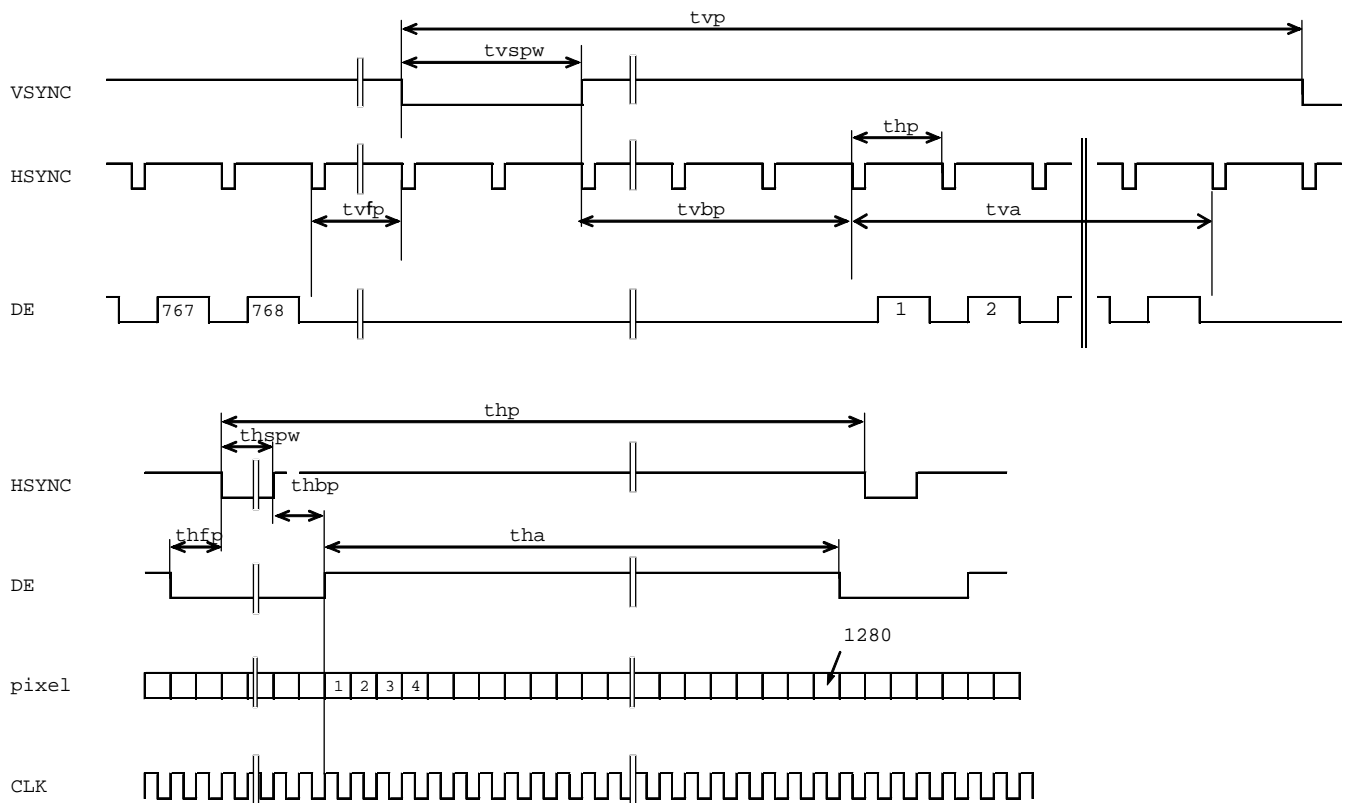 tvp
tvspw
VSYNC
thp
HSYNC
tvfp
tvbp
tva
DE
767
768
1
2
thp
thspw
HSYNC
thbp
thfp
tha
DE
1280
pixel
1 2 3 4
CLK